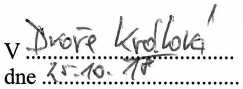 V Dvoře Králové
dne 25.10. 18